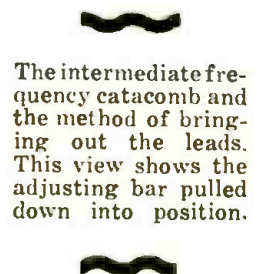 The intermediate fre-
quency catacomb and
the method of bring-
ing out the leads.
This view shows the
adjusting bar pulled
down into position.